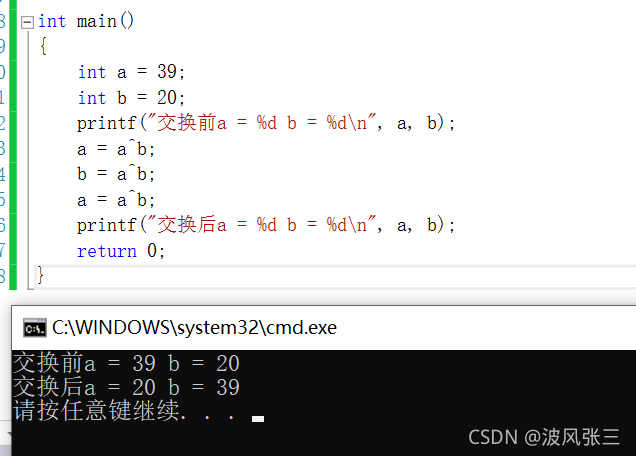 8 int main()
9 {
0 int a = 39;
1 int b = 20;
2 printf("交换前a = %d b = %d\n", a, b);
3 a = a^b;
4 b = a^b;
5 a = a^b;
6 printf("交换后a = %d b = %d\n", a, b);
7 return 0;
8 }
C:\WINDOWS\system32\cmd.exe
交换前a = 39 b = 20
交换后a = 20 b = 39
请按任意键继续. . .
CSDN @波风张三